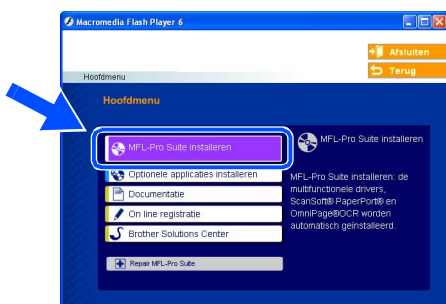 Macromedia Flash Player 6
Afsluiten
Terug
Hoofdmenu
Hoofdmenu
MFL-Pro Suite installeren
Optionele applicaties installeren
Documentatie
On line registratie
Brother Solutions Center
Repair MFL-Pro Suite
MFL-Pro Suite installeren
MFL-Pro Suite installeren: de
multifunctionele drivers,
ScanSoft® PaperPort® en
OmniPage®OCR worden
automatisch geïnstalleerd.